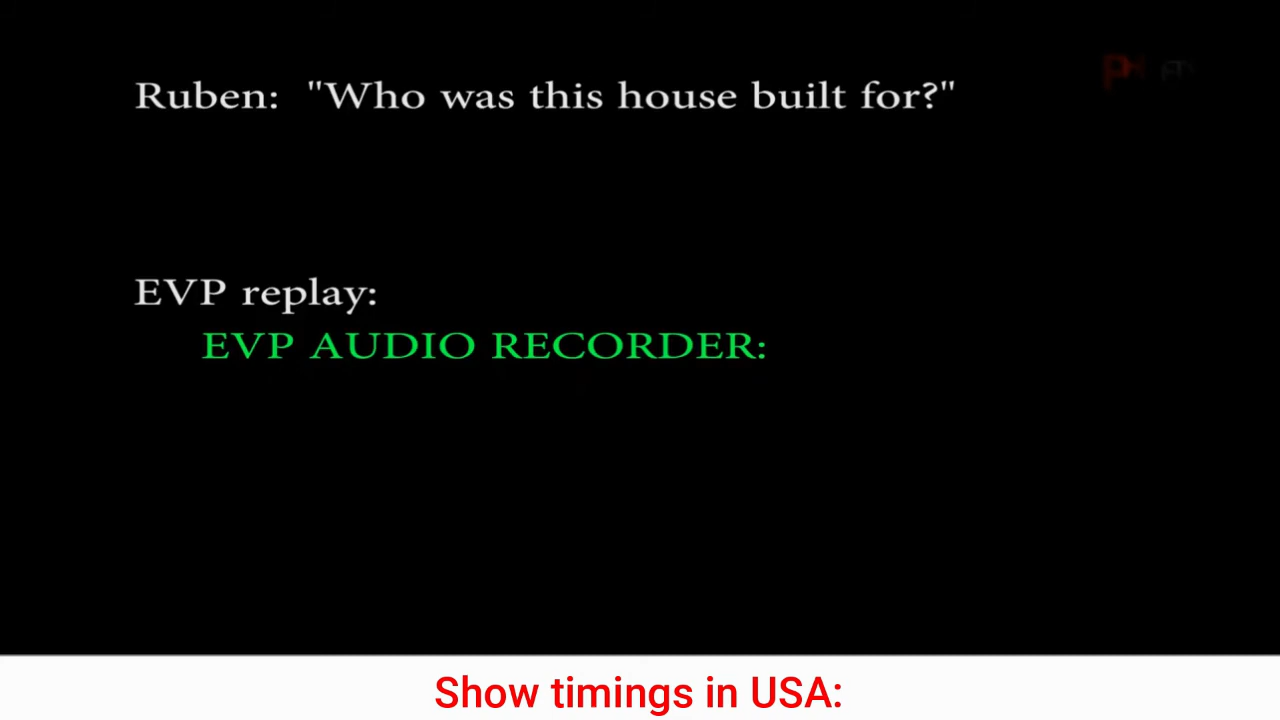 Ruben: "Who was this house built for?"
EVP replay:
EVP AUDIO RECORDER:
Show timings in USA: